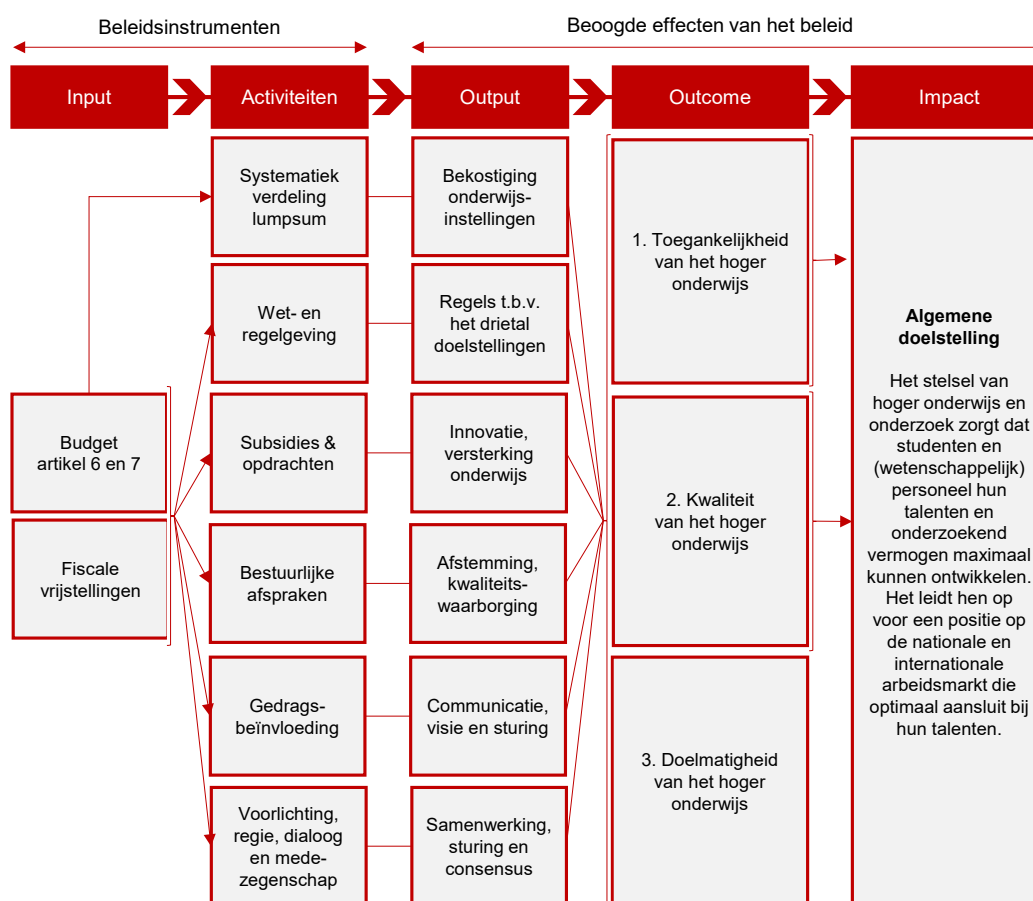 Beleidsinstrumenten
Beoogde effecten van het beleid
Input
Activiteiten
Output
Outcome
Impact
Systematiek
verdeling
lumpsum
Bekostiging
onderwijs-
instellingen
1. Toegankelijkheid
van het hoger
onderwijs
Wet- en
regelgeving
Regels t.b.v.
het drietal
doelstellingen
Budget
artikel 6 en 7
Fiscale
vrijstellingen
Subsidies &
opdrachten
Innovatie,
versterking
onderwijs
2. Kwaliteit
van het hoger
onderwijs
Bestuurlijke
afspraken
Afstemming,
kwaliteits-
waarborging
Gedrags-
beïnvloeding
Communicatie,
visie en sturing
3. Doelmatigheid
van het hoger
onderwijs
Voorlichting,
regie, dialoog
en mede-
zegenschap
Samenwerking,
sturing en
consensus
Algemene
doelstelling
Het stelsel van
hoger onderwijs en
onderzoek zorgt dat
studenten en
(wetenschappelijk)
personeel hun
talenten en
onderzoekend
vermogen maximaal
kunnen ontwikkelen.
Het leidt hen op
voor een positie op
de nationale en
internationale
arbeidsmarkt die
optimaal aansluit bij
hun talenten.